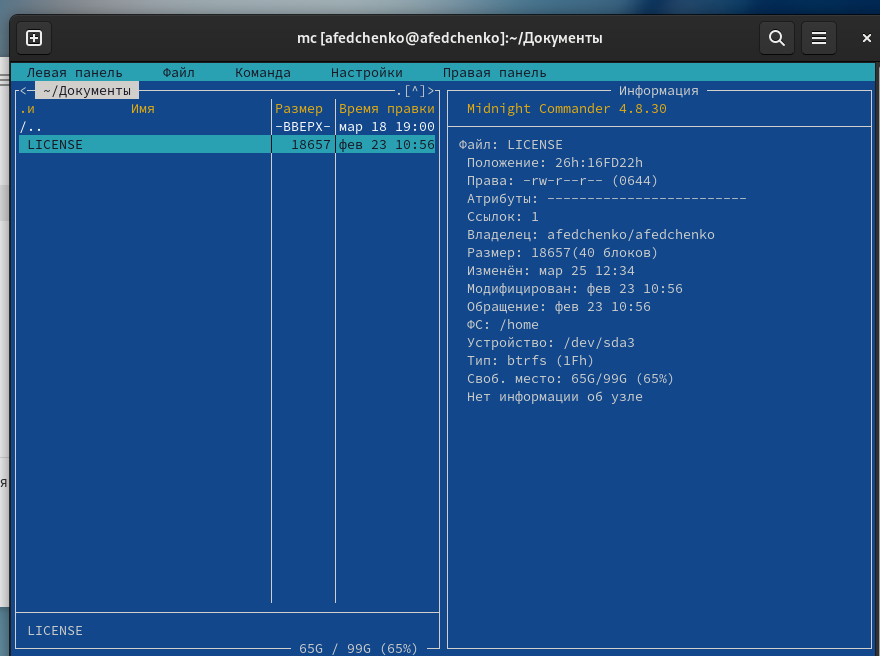 mc [afedchenko@afedchenko]:~/Документы
Левая панель Файл Команда Настройки Правая панель
<- ~/Документы .[^]>
.и Имя Размер Время правки
/.. -ВВЕРХ- мар 18 19:00
LICENSE 18657 фев 23 10:56
LICENSE
65G / 99G (65%)
Информация
Midnight Commander 4.8.30
Файл: LICENSE
Положение: 26h:16FD22h
Права: -rw-r--r-- (0644)
Атрибуты: -------------------------
Ссылок: 1
Владелец: afedchenko/afedchenko
Размер: 18657(40 блоков)
Изменён: мар 25 12:34
Модифицирован: фев 23 10:56
Обращение: фев 23 10:56
ФС: /home
Устройство: /dev/sda3
Тип: btrfs (1Fh)
Своб. место: 65G/99G (65%)
Нет информации об узле
я